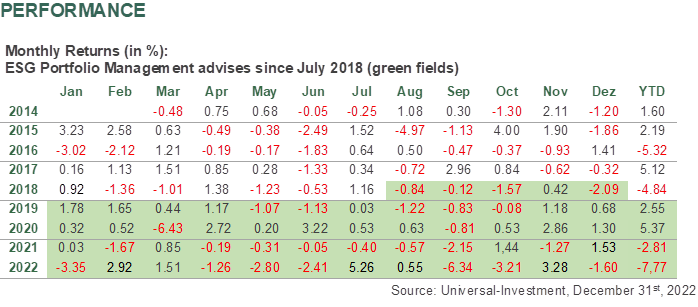 PERFORMANCE
Monthly Returns (in %):
ESG Portfolio Management advises since July 2018 (green fields)
Jan Feb Mar Apr May Jun Jul Aug Sep Oct Nov Dez YTD
2014 -0.48 0.75 0.68 -0.05 -0.25 1.08 0.30 -1.30 2.11 -1.20 1.60
2015 3.23 2.58 0.63 -0.49 -0.38 -2.49 1.52 -4.97 -1.13 4.00 1.90 -1.86 2.19
2016 -3.02 -2.12 1.21 -0.19 -0.17 -1.83 0.64 0.50 -0.47 -0.37 -0.93 1.41 -5.32
2017 0.16 1.13 1.51 0.85 0.28 -1.33 0.34 -0.72 2.96 0.84 -0.62 -0.32 5.12
2018 0.92 -1.36 -1.01 1.38 -1.23 -0.53 1.16 -0.84 -0.12 -1.57 0.42 -2.09 -4.84
2019 1.78 1.65 0.44 1.17 -1.07 -1.13 0.03 -1.22 -0.83 -0.08 1.18 0.68 2.55
2020 0.32 0.52 -6.43 2.72 0.20 3.22 0.53 0.63 -0.81 0.53 2.86 1.30 5.37
2021 0.03 -1.67 0.85 -0.19 -0.31 -0.05 -0.40 -0.57 -2.15 1,44 -1.27 1.53 -2.81
2022 -3.35 2.92 1.51 -1.26 -2.80 -2.41 5.26 0.55 -6.34 -3.21 3.28 -1.60 -7,77
Source: Universal-Investment, December 31st, 2022